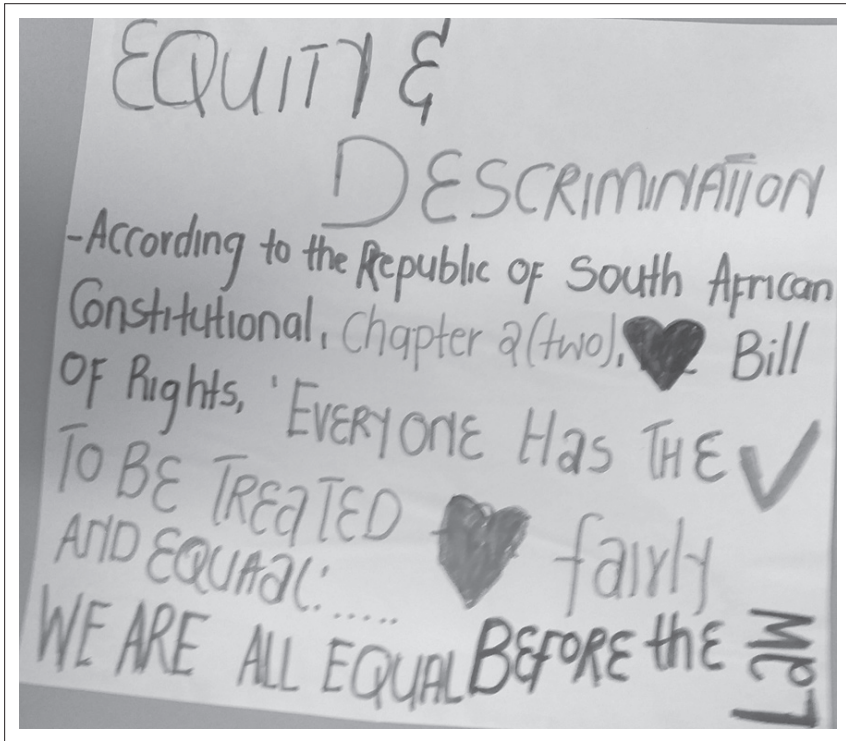 EQUITY &
DESCRIMINATION
-According to the Republic OF South African
Constitutional, Chapter 2(two), Bill
OF Rights, 'EVERYONE Has THE
TO BE TREaTED fairly
AND EQUAaL:.....
WE ARE ALL EQUAL BEFORE the LAW